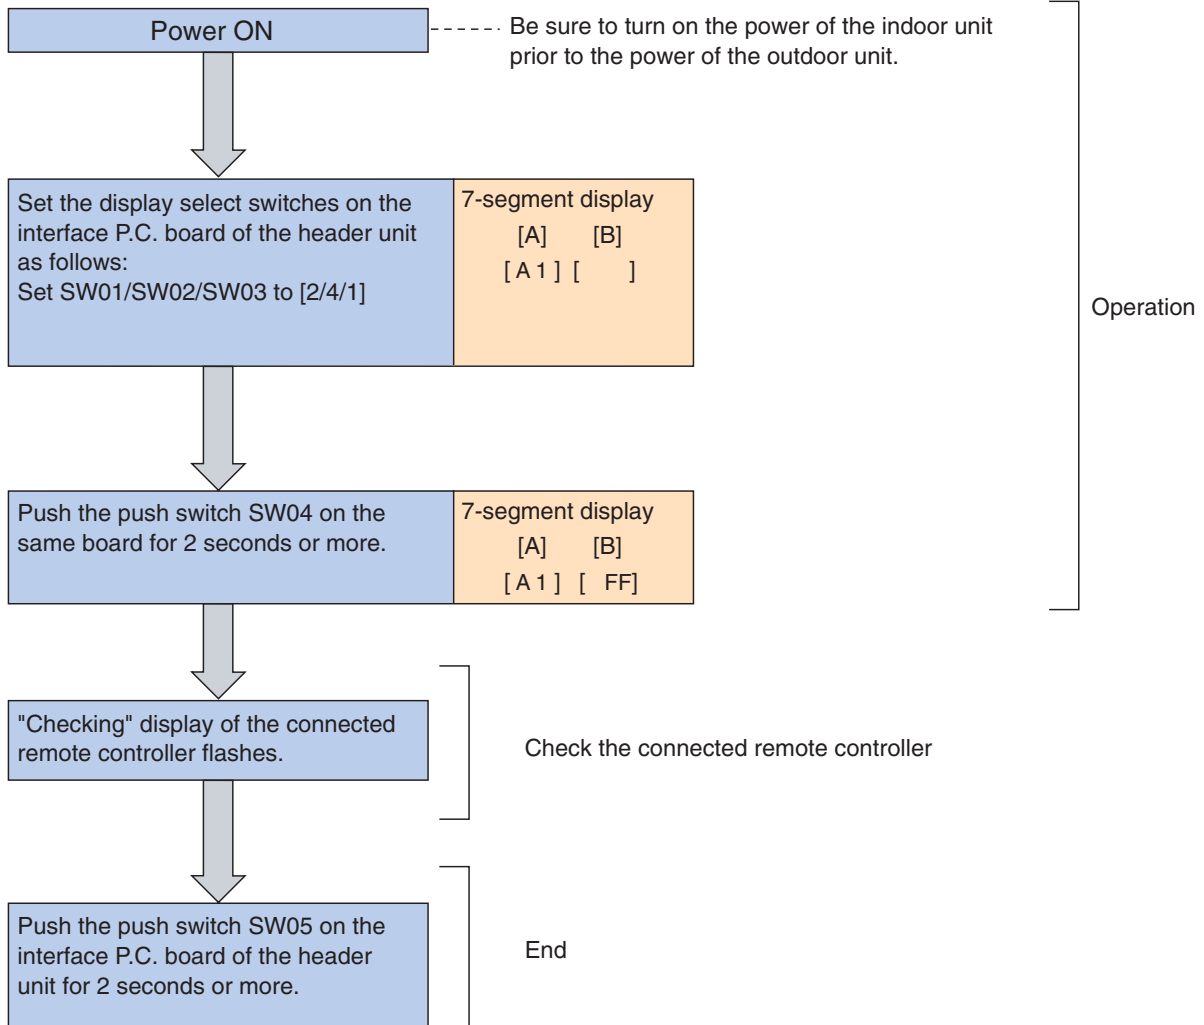 Power ON
Be sure to turn on the power of the indoor unit
prior to the power of the outdoor unit.
Set the display select switches on the
interface P.C. board of the header unit
as follows:
Set SW01/SW02/SW03 to [2/4/1]
7-segment display
[A] [B]
[ A 1 ] [ ]
Operation
Push the push switch SW04 on the
same board for 2 seconds or more.
7-segment display
[A] [B]
[ A 1 ] [ FF]
"Checking" display of the connected
remote controller flashes.
Check the connected remote controller
Push the push switch SW05 on the
interface P.C. board of the header
unit for 2 seconds or more.
End